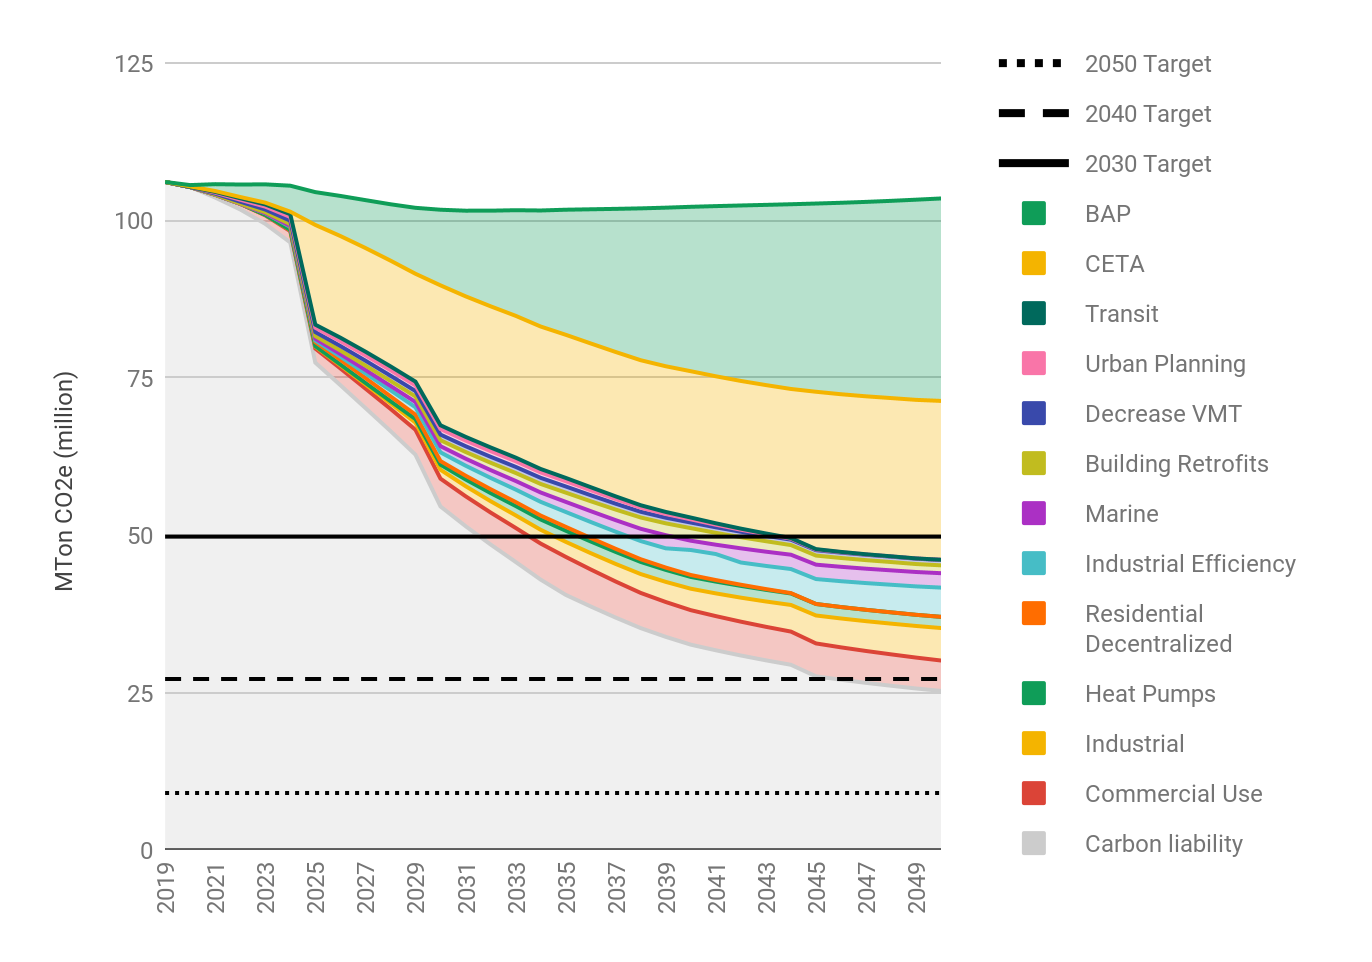 125
100
75
50
25
0
MTon CO2e (million)
2019
2021
2023
2025
2027
2029
2031
2033
2035
2037
2039
2041
2043
2045
2047
2049
2050 Target
2040 Target
2030 Target
BAP
CETA
Transit
Urban Planning
Decrease VMT
Building Retrofits
Marine
Industrial Efficiency
Residential
Decentralized
Heat Pumps
Industrial
Commercial Use
Carbon liability